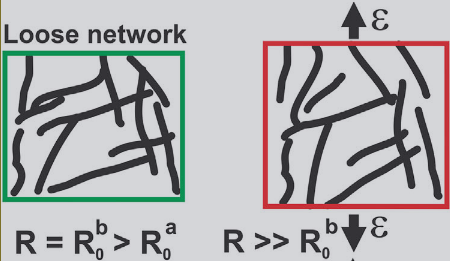 ε
Loose network
R = R₀ᵇ > R₀ᵃ
R >> R₀ᵇ
ε